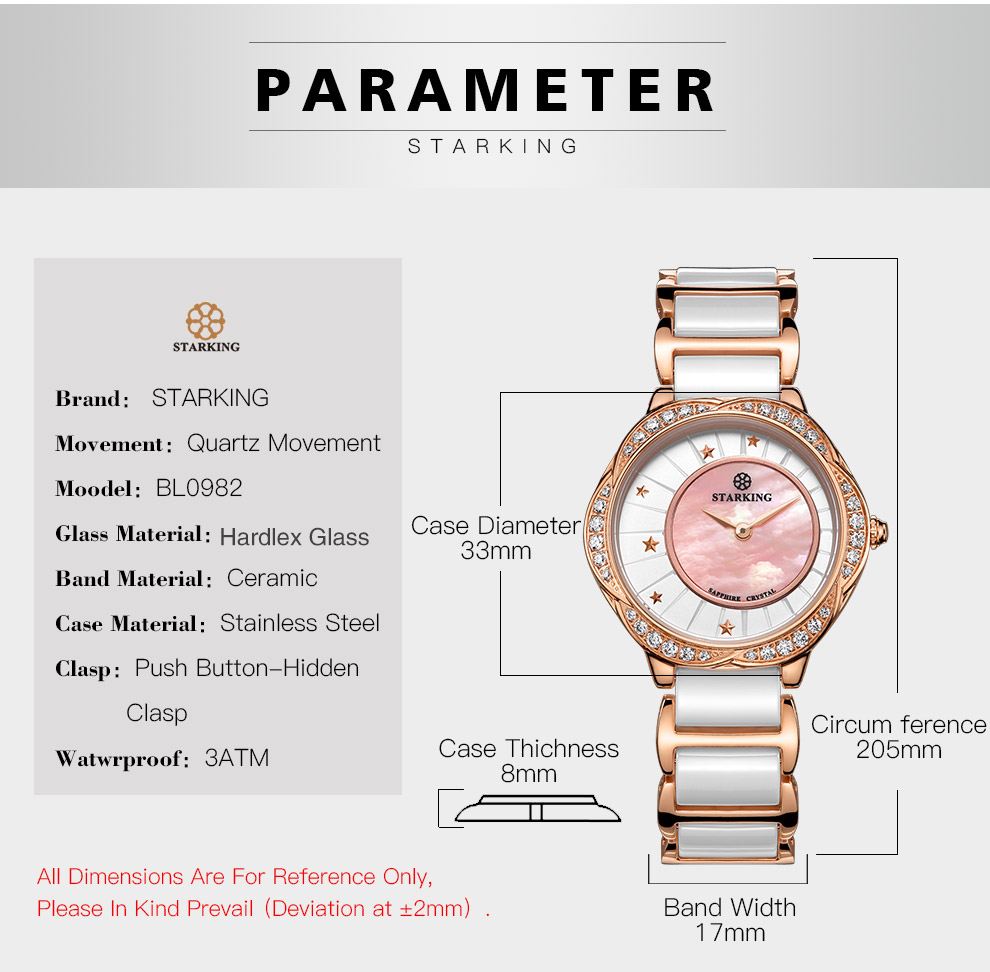 PARAMETER
STARKING
STARKING
Brand: STARKING
Movement: Quartz Movement
Moodel: BL0982
Glass Material: Hardlex Glass
Band Material: Ceramic
Case Material: Stainless Steel
Clasp: Push Button-Hidden
Clasp
Watwrproof: 3ATM
All Dimensions Are For Reference Only,
Please In Kind Prevail (Deviation at ±2mm) .
Case Diameter
33mm
STARKING
SAPPHIRE CRYSTAL
Case Thichness
8mm
Circum ference
205mm
Band Width
17mm